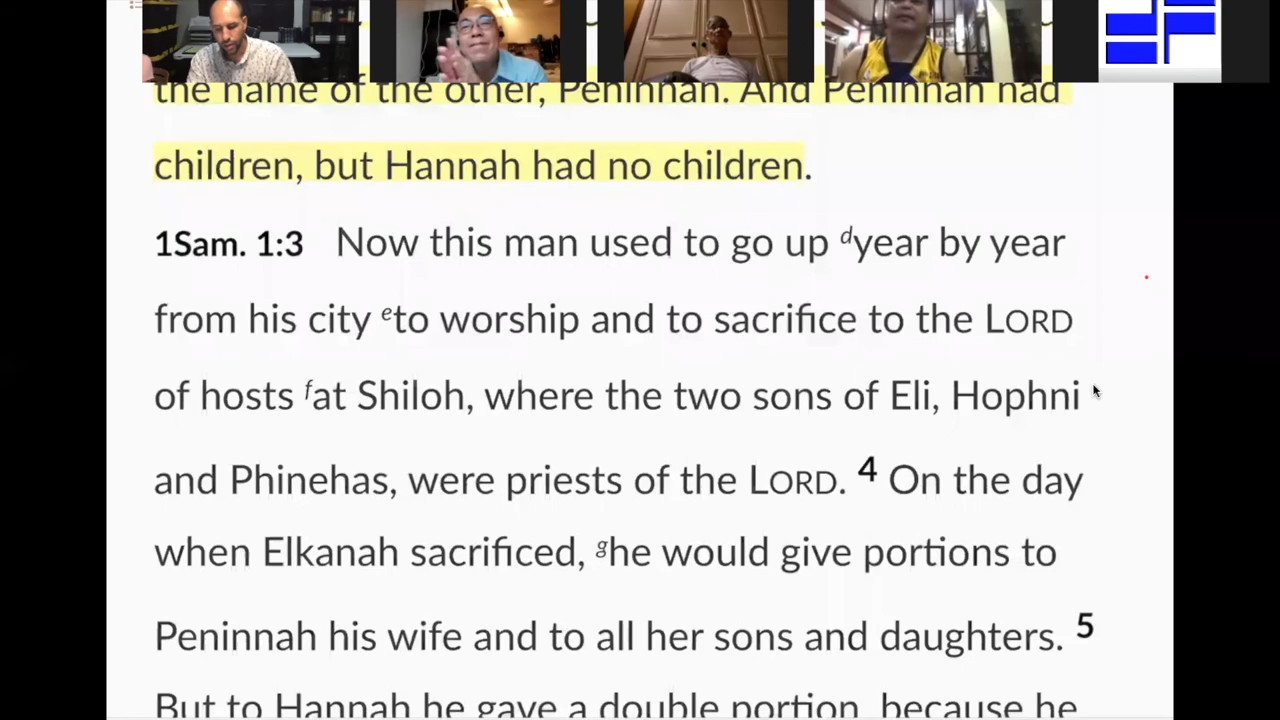 the name of the other, Peninnah. And Peninnah had
children, but Hannah had no children.
1Sam. 1:3 Now this man used to go up dyear by year
from his city eto worship and to sacrifice to the LORD
of hosts fat Shiloh, where the two sons of Eli, Hophni
and Phinehas, were priests of the LORD. 4 On the day
when Elkanah sacrificed, ghe would give portions to
Peninnah his wife and to all her sons and daughters. 5
But to Hannah he gave a double portion, because he